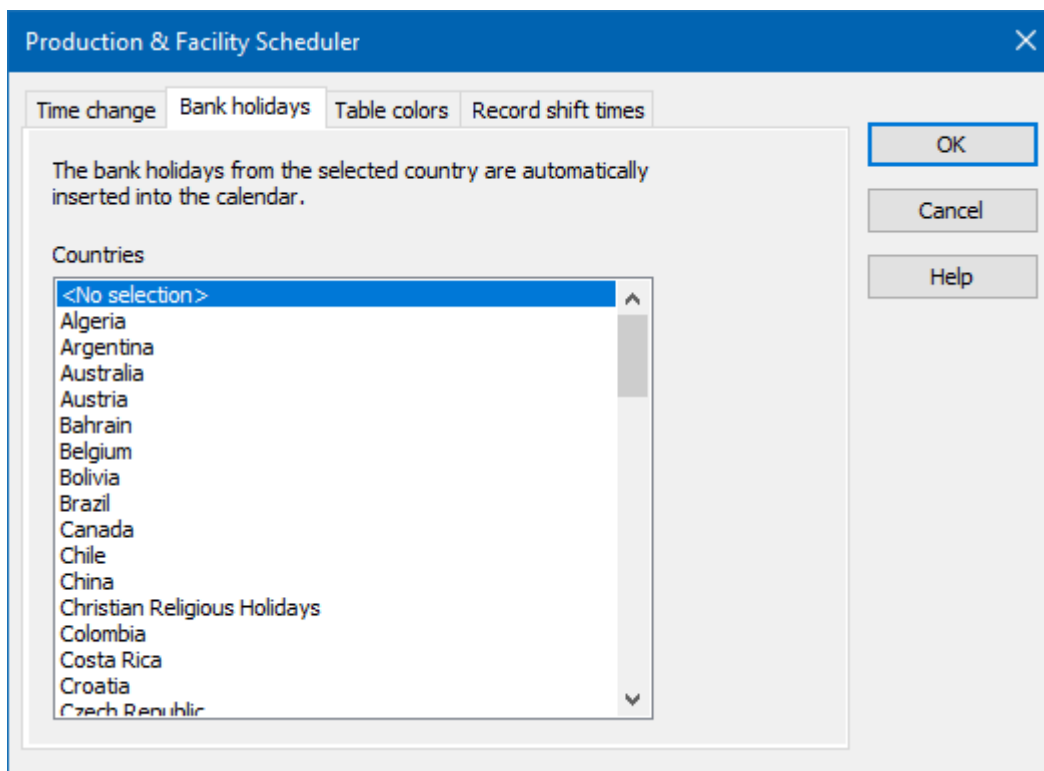 Production & Facility Scheduler
Time change
Bank holidays
Table colors
Record shift times
The bank holidays from the selected country are automatically
inserted into the calendar.
Countries
<No selection>
Algeria
Argentina
Australia
Austria
Bahrain
Belgium
Bolivia
Brazil
Canada
Chile
China
Christian Religious Holidays
Colombia
Costa Rica
Croatia
Czech Republic
OK
Cancel
Help